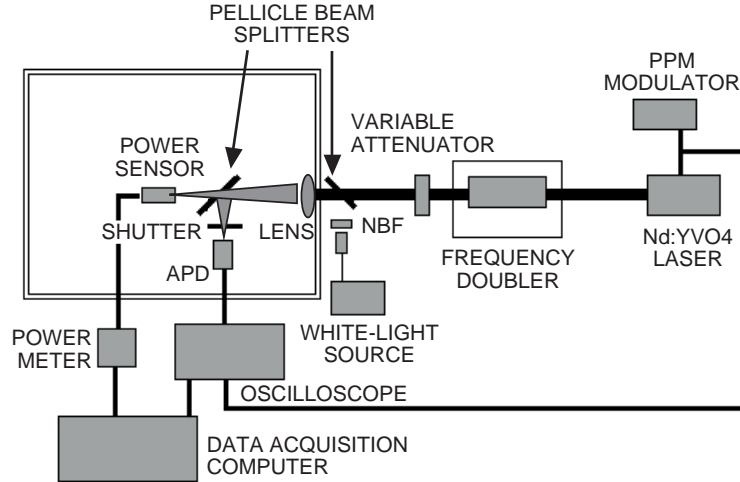 PELLICLE BEAM
SPLITTERS
PPM
MODULATOR
VARIABLE
ATTENUATOR
POWER
SENSOR
SHUTTER
LENS
NBF
APD
FREQUENCY
DOUBLER
Nd:YVO4
LASER
POWER
METER
WHITE-LIGHT
SOURCE
OSCILLOSCOPE
DATA ACQUISITION
COMPUTER